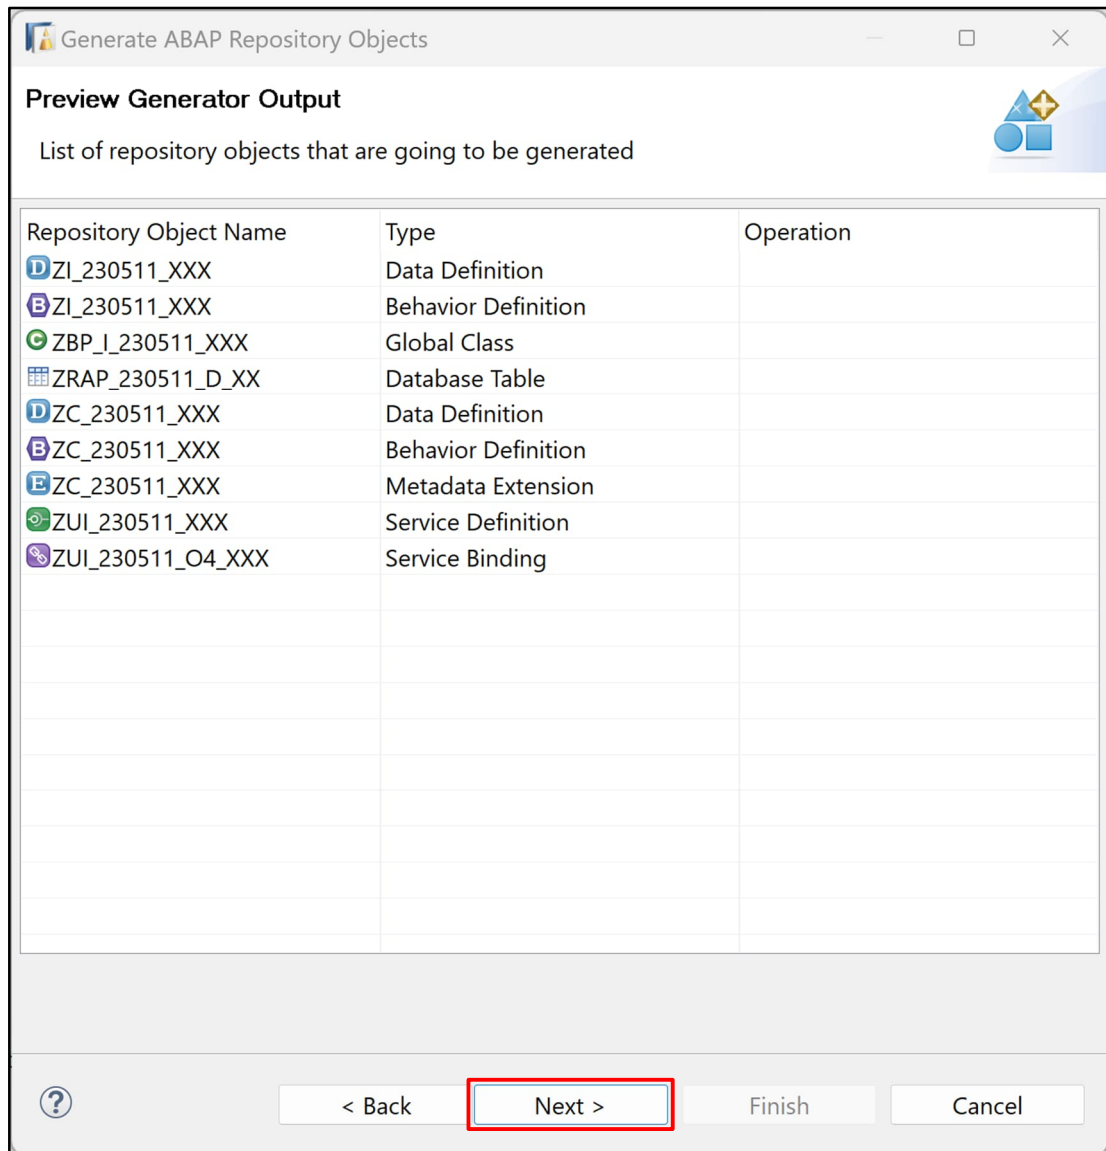 Generate ABAP Repository Objects
Preview Generator Output
List of repository objects that are going to be generated
Repository Object Name Type Operation
D ZI_230511_XXX Data Definition
B ZI_230511_XXX Behavior Definition
C ZBP_I_230511_XXX Global Class
ZRAP_230511_D_XX Database Table
D ZC_230511_XXX Data Definition
B ZC_230511_XXX Behavior Definition
E ZC_230511_XXX Metadata Extension
ZUI_230511_XXX Service Definition
ZUI_230511_O4_XXX Service Binding
? < Back Next > Finish Cancel